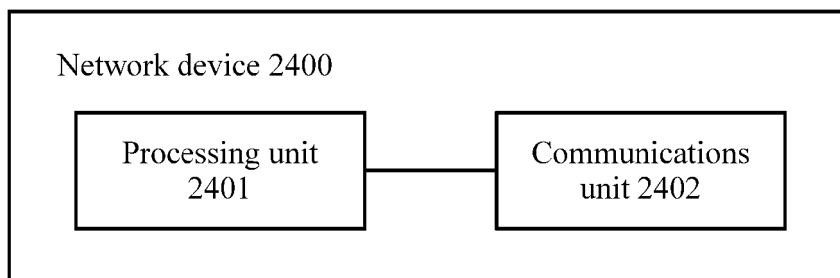 Network device 2400
Processing unit
2401
Communications
unit 2402